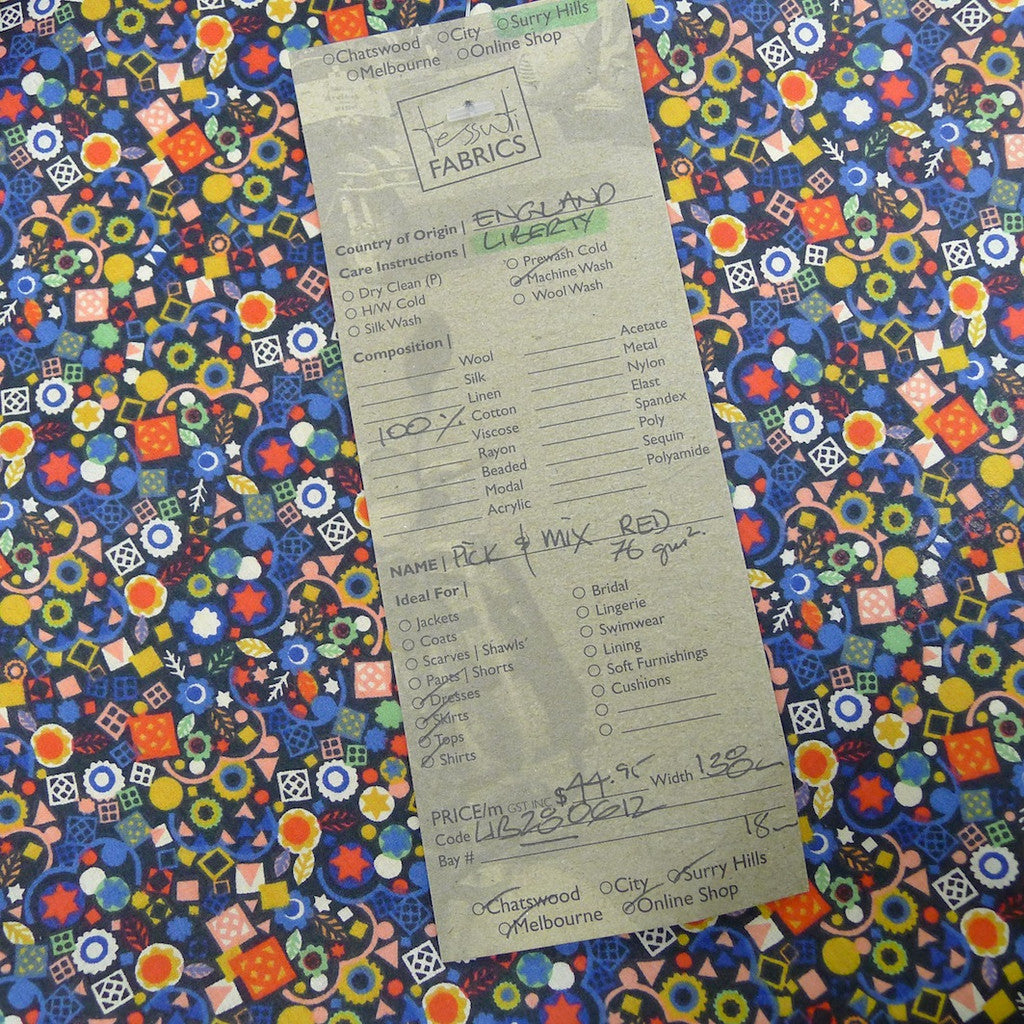 Chatswood City Surry Hills
Melbourne Online Shop
tessuti
FABRICS
Country of Origin | ENGLAND
Care Instructions | LIBERTY
Dry Clean (P) Prewash Cold
H/W Cold Machine Wash
Silk Wash Wool Wash
Composition |
Wool Acetate
Silk Metal
Linen Nylon
100% Cotton Elast
Viscose Spandex
Rayon Poly
Beaded Sequin
Modal Polyamide
Acrylic
NAME | PICK & MIX RED
76 gm2.
Ideal For |
Jackets Bridal
Coats Lingerie
Scarves | Shawls' Swimwear
Pants | Shorts Lining
Dresses Soft Furnishings
Skirts Cushions
Tops
Shirts
PRICE/m GST INC $44.95 Width 138
Code LIB280612
Bay # 18
Chatswood City Surry Hills
Melbourne Online Shop